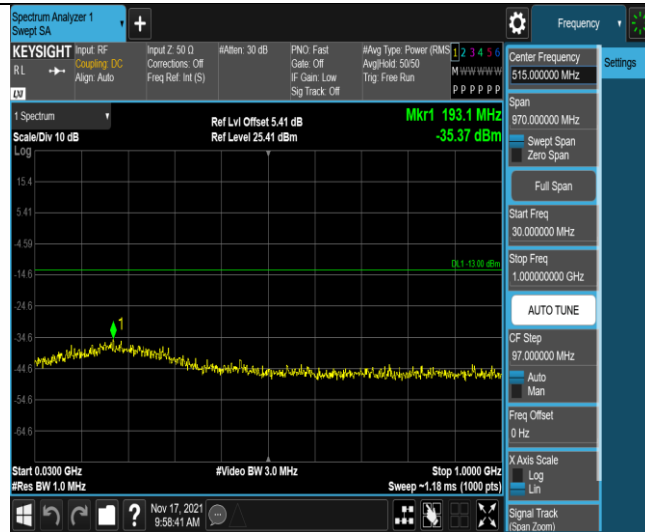 Spectrum Analyzer 1
Swept SA
+
Frequency
KEYSIGHT
RL
LXI
Input: RF
Coupling: DC
Align: Auto
Input Z: 50 Ω
Corrections: Off
Freq Ref: Int (S)
#Atten: 30 dB
PNO: Fast
Gate: Off
IF Gain: Low
Sig Track: Off
#Avg Type: Power (RMS
Avg|Hold: 50/50
Trig: Free Run
1 2 3 4 5 6
M W W W W W
P P P P P P
1 Spectrum
Scale/Div 10 dB
Log
Ref Lvl Offset 5.41 dB
Ref Level 25.41 dBm
Mkr1 193.1 MHz
-35.37 dBm
15.4
5.41
-4.59
-14.6
-24.6
-34.6
-44.6
-54.6
-64.6
DL1 -13.00 dBm
1
Start 0.0300 GHz
#Res BW 1.0 MHz
#Video BW 3.0 MHz
Stop 1.0000 GHz
Sweep ~1.18 ms (1000 pts)
Center Frequency
515.000000 MHz
Settings
Span
970.000000 MHz
Swept Span
Zero Span
Full Span
Start Freq
30.000000 MHz
Stop Freq
1.000000000 GHz
AUTO TUNE
CF Step
97.000000 MHz
Auto
Man
Freq Offset
0 Hz
X Axis Scale
Log
Lin
Signal Track
(Span Zoom)
?
Nov 17, 2021
9:58:41 AM